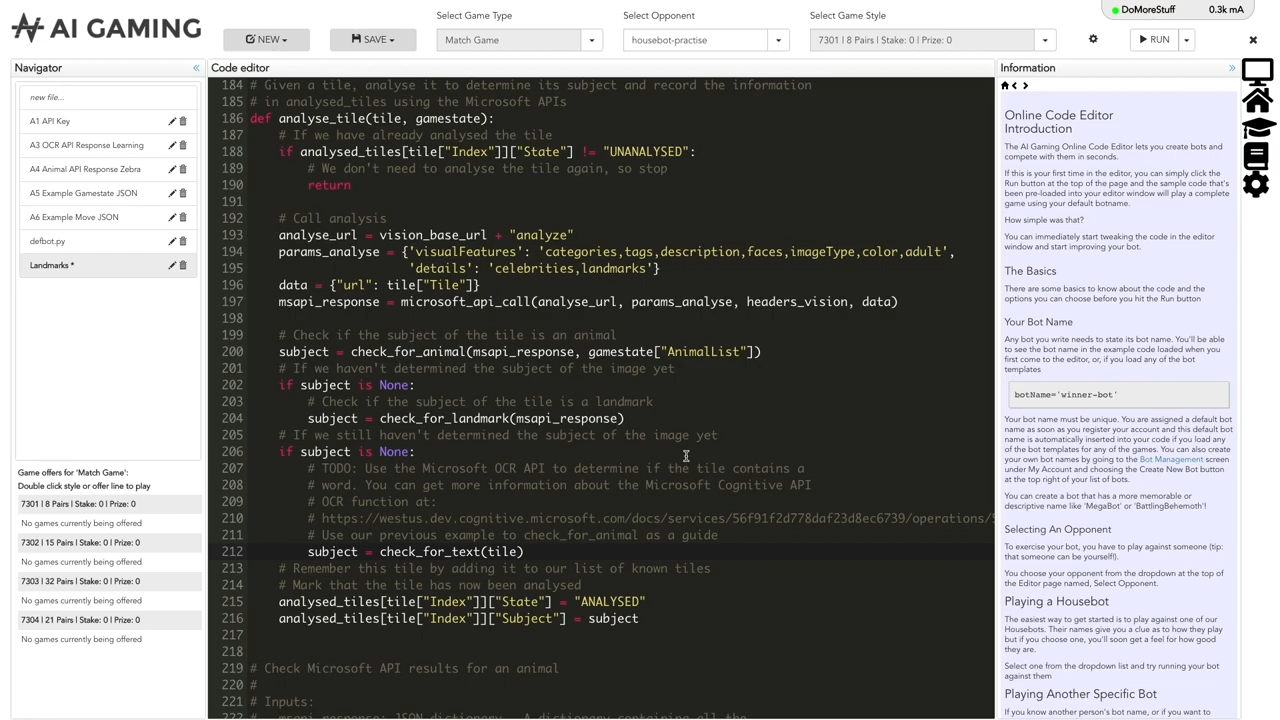 DoMoreStuff 0.3k mA
AI GAMING
Select Game Type
Select Opponent
Select Game Style
NEW
SAVE
Match Game
housebot-practise
7301 | 8 Pairs | Stake: 0 | Prize: 0
RUN
Navigator
Code editor
Information
new file...
A1 API Key
A3 OCR API Response Learning
A4 Animal API Response Zebra
A5 Example Gamestate JSON
A6 Example Move JSON
defbot.py
Landmarks *
Game offers for 'Match Game':
Double click style or offer line to play
7301 | 8 Pairs | Stake: 0 | Prize: 0
No games currently being offered
7302 | 15 Pairs | Stake: 0 | Prize: 0
No games currently being offered
7303 | 32 Pairs | Stake: 0 | Prize: 0
No games currently being offered
7304 | 21 Pairs | Stake: 0 | Prize: 0
No games currently being offered
184 # Given a tile, analyse it to determine its subject and record the information
185 # in analysed_tiles using the Microsoft APIs
186 def analyse_tile(tile, gamestate):
187 # If we have already analysed the tile
188 if analysed_tiles[tile["Index"]]["State"] != "UNANALYSED":
189 # We don't need to analyse the tile again, so stop
190 return
191
192 # Call analysis
193 analyse_url = vision_base_url + "analyze"
194 params_analyse = {'visualFeatures': 'categories,tags,description,faces,imageType,color,adult',
195 'details': 'celebrities,landmarks'}
196 data = {"url": tile["Tile"]}
197 msapi_response = microsoft_api_call(analyse_url, params_analyse, headers_vision, data)
198
199 # Check if the subject of the tile is an animal
200 subject = check_for_animal(msapi_response, gamestate["AnimalList"])
201 # If we haven't determined the subject of the image yet
202 if subject is None:
203 # Check if the subject of the tile is a landmark
204 subject = check_for_landmark(msapi_response)
205 # If we still haven't determined the subject of the image yet
206 if subject is None:
207 # TODO: Use the Microsoft OCR API to determine if the tile contains a
208 # word. You can get more information about the Microsoft Cognitive API
209 # OCR function at:
210 # https://westus.dev.cognitive.microsoft.com/docs/services/56f91f2d778daf23d8ec6739/operations/5
211 # Use our previous example to check_for_animal as a guide
212 subject = check_for_text(tile)
213 # Remember this tile by adding it to our list of known tiles
214 # Mark that the tile has now been analysed
215 analysed_tiles[tile["Index"]]["State"] = "ANALYSED"
216 analysed_tiles[tile["Index"]]["Subject"] = subject
217
218
219 # Check Microsoft API results for an animal
220 #
221 # Inputs:
Online Code Editor
Introduction
The AI Gaming Online Code Editor lets you create bots and
compete with them in seconds.
If this is your first time in the editor, you can simply click the
Run button at the top of the page and the sample code that's
been pre-loaded into your editor window will play a complete
game using your default botname.
How simple was that?
You can immediately start tweaking the code in the editor
window and start improving your bot.
The Basics
There are some basics to know about the code and the
options you can choose before you hit the Run button
Your Bot Name
Any bot you write needs to state its bot name. You'll be able
to see the bot name in the example code loaded when you
first come to the editor, or, if you load any of the bot
templates
botName='winner-bot'
Your bot name must be unique. You are assigned a default bot
name as soon as you register your account and this default bot
name is automatically inserted into your code if you load any
of the bot templates for any of the games. You can also create
your own bot names by going to the Bot Management screen
under My Account and choosing the Create New Bot button
at the top right of your list of bots.
You can create a bot that has a more memorable or
descriptive name like 'MegaBot' or 'BattlingBehemoth'!
Selecting An Opponent
To exercise your bot, you have to play against someone (tip:
that someone can be yourself!).
You choose your opponent from the dropdown at the top of
the Editor page named, Select Opponent.
Playing a Housebot
The easiest way to get started is to play against one of our
Housebots. Their names give you a clue as to how they play
but if you choose one, you'll soon get a feel for how good
they are.
Select one from the dropdown list and try running your bot
against them
Playing Another Specific Bot
If you know another person's bot name, or if you want to